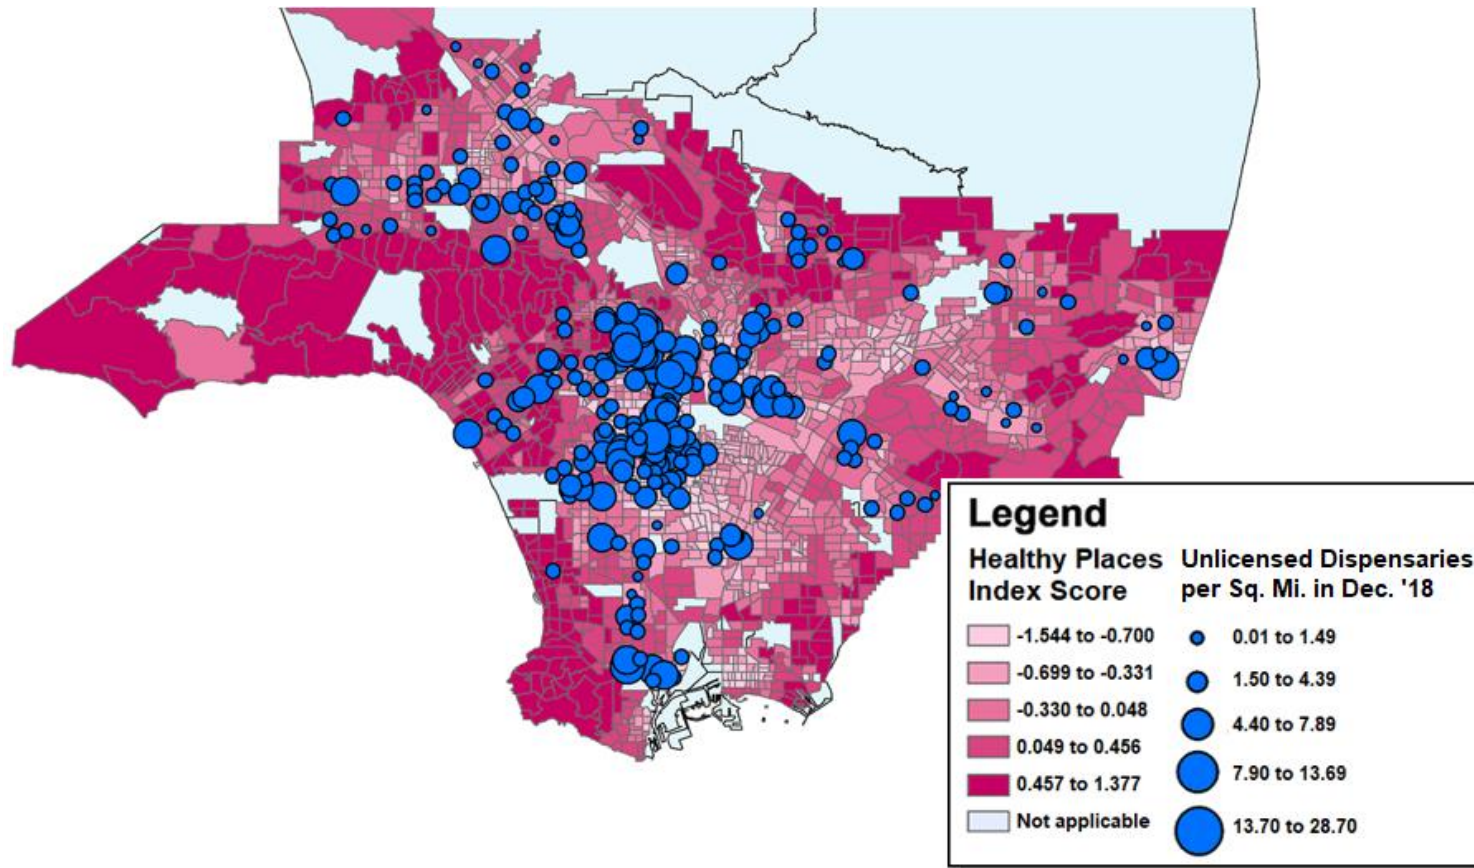 Legend
Healthy Places
Index Score
-1.544 to -0.700
-0.699 to -0.331
-0.330 to 0.048
0.049 to 0.456
0.457 to 1.377
Not applicable
Unlicensed Dispensaries
per Sq. Mi. in Dec. '18
0.01 to 1.49
1.50 to 4.39
4.40 to 7.89
7.90 to 13.69
13.70 to 28.70